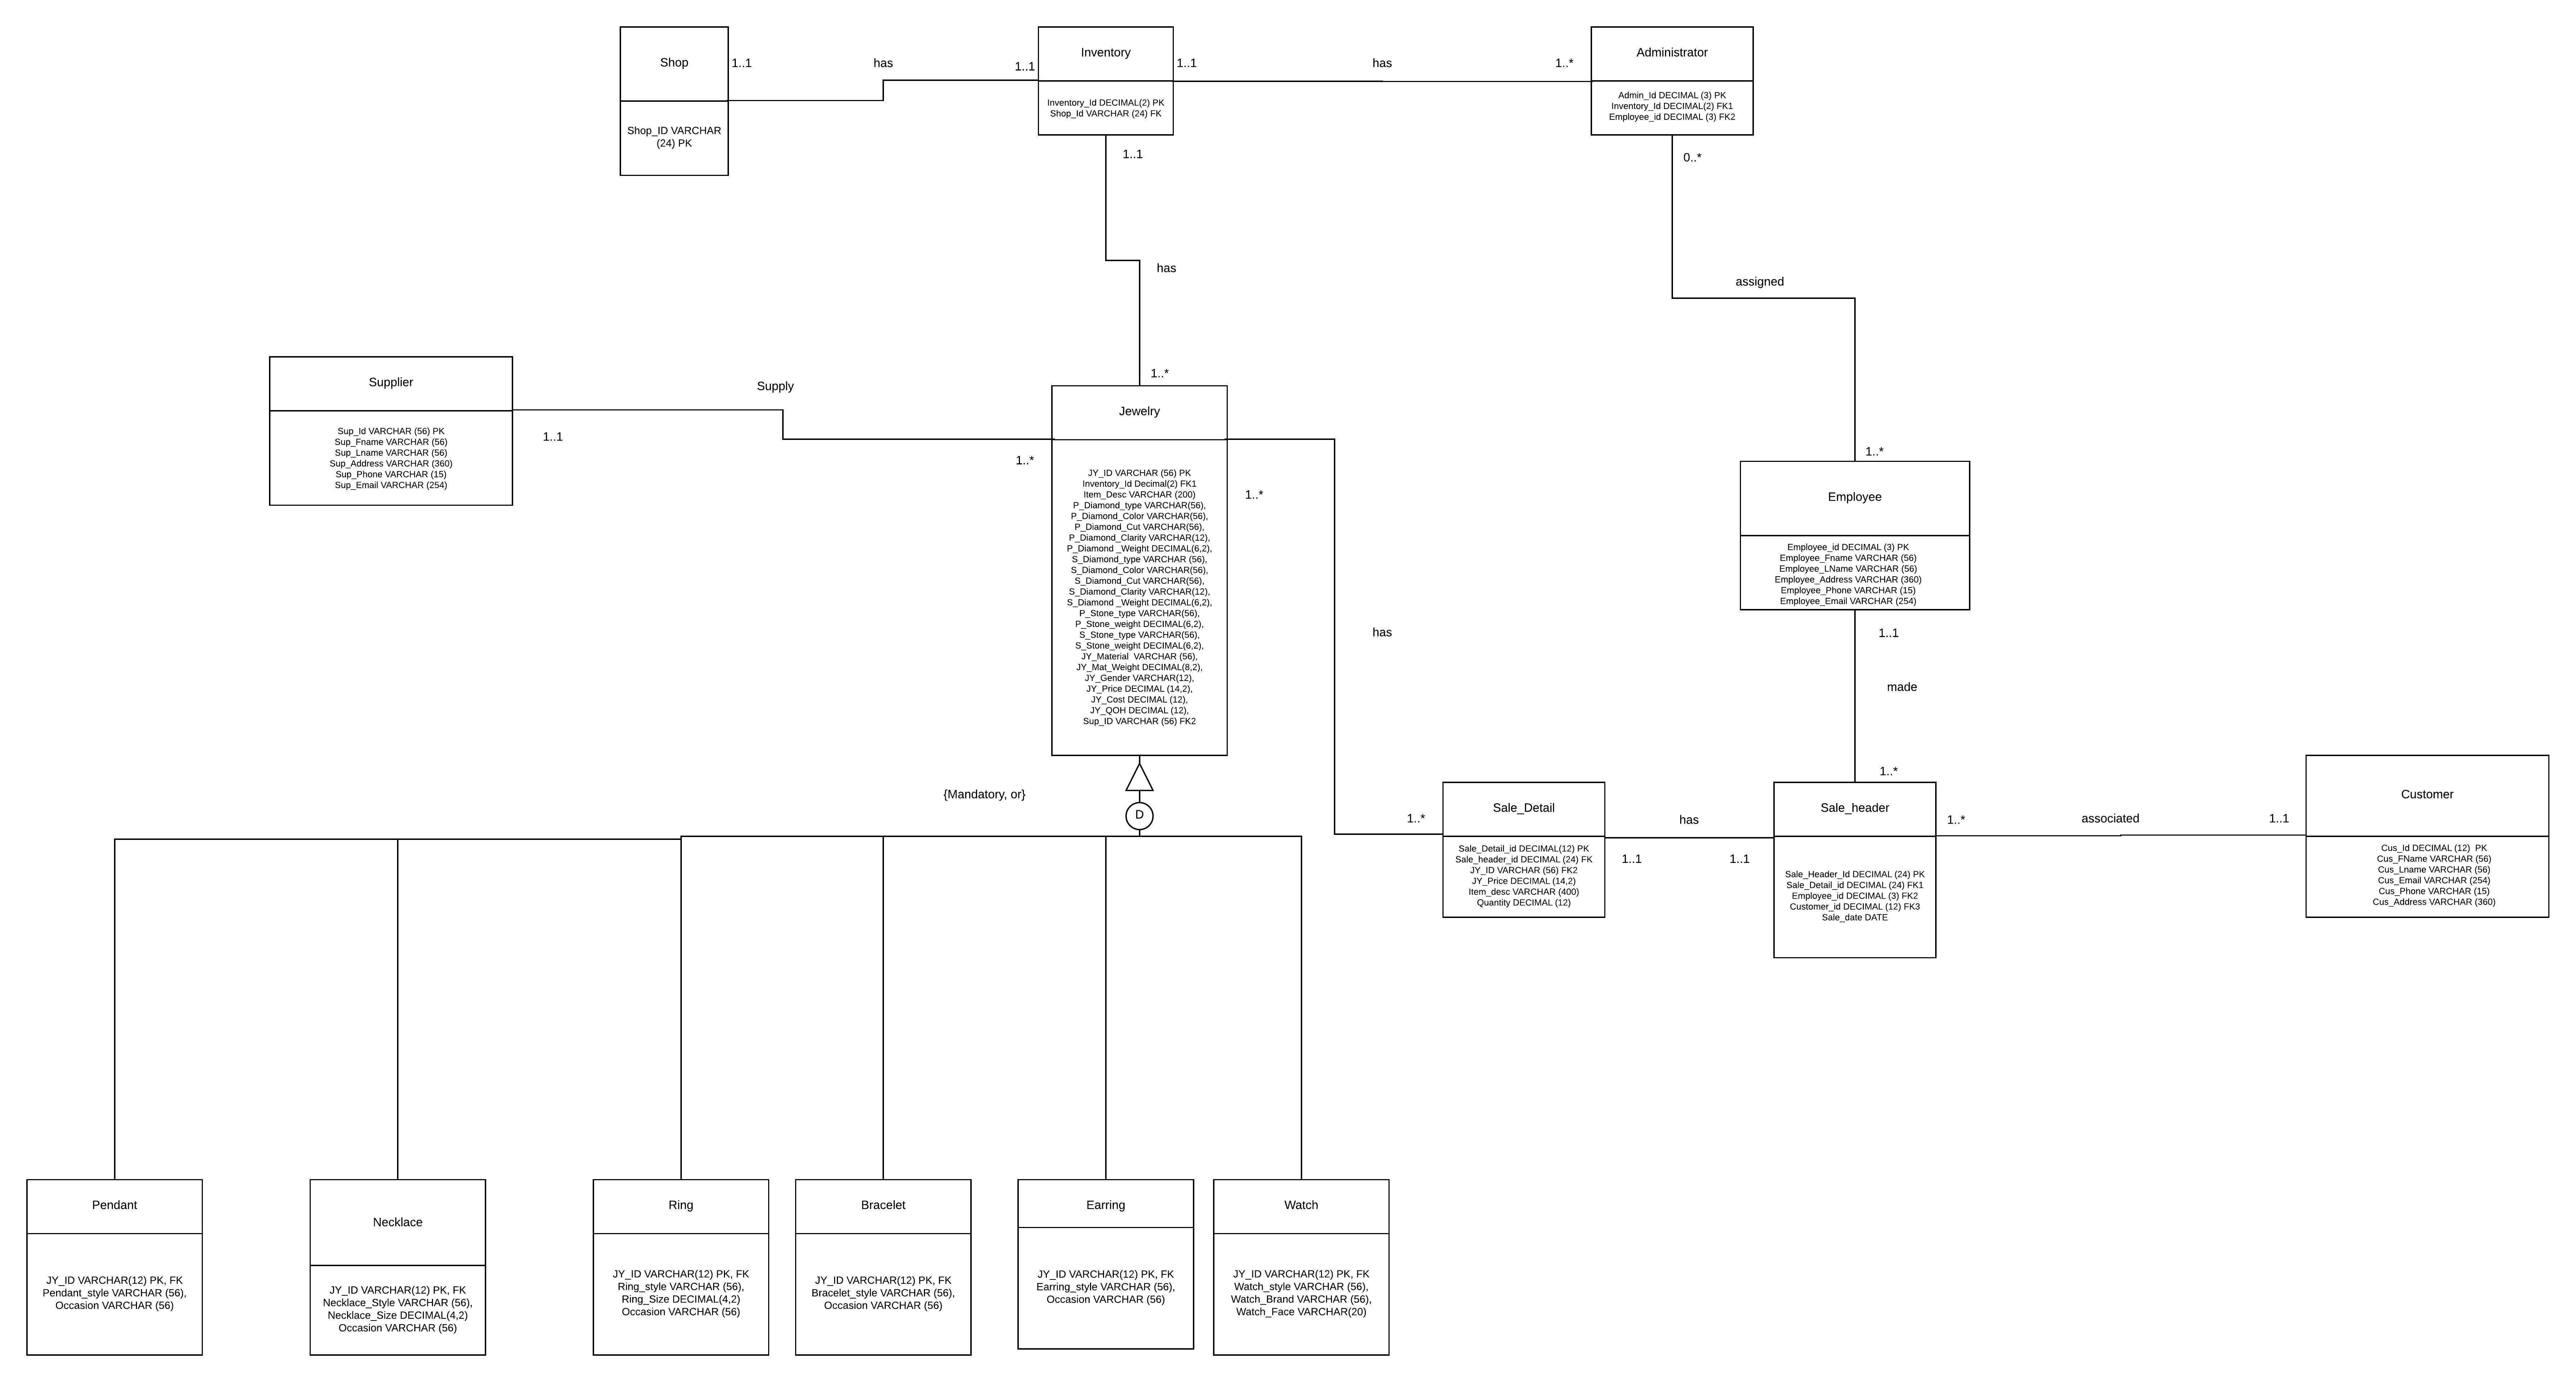 Shop
Shop_ID VARCHAR
(24) PK
1..1
has
1..1
Inventory
Inventory_Id DECIMAL(2) PK
Shop_Id VARCHAR (24) FK
1..1
has
1..*
Administrator
Admin_Id DECIMAL (3) PK
Inventory_Id DECIMAL(2) FK1
Employee_id DECIMAL (3) FK2
1..1
has
1..*
0..*
assigned
1..*
Supplier
Sup_Id VARCHAR (56) PK
Sup_Fname VARCHAR (56)
Sup_Lname VARCHAR (56)
Sup_Address VARCHAR (360)
Sup_Phone VARCHAR (15)
Sup_Email VARCHAR (254)
Supply
1..1
1..*
Jewelry
JY_ID VARCHAR (56) PK
Inventory_Id Decimal(2) FK1
Item_Desc VARCHAR (200)
P_Diamond_type VARCHAR(56),
P_Diamond_Color VARCHAR(56),
P_Diamond_Cut VARCHAR(56),
P_Diamond_Clarity VARCHAR(12),
P_Diamond _Weight DECIMAL(6,2),
S_Diamond_type VARCHAR (56),
S_Diamond_Color VARCHAR(56),
S_Diamond_Cut VARCHAR(56),
S_Diamond_Clarity VARCHAR(12),
S_Diamond _Weight DECIMAL(6,2),
P_Stone_type VARCHAR(56),
P_Stone_weight DECIMAL(6,2),
S_Stone_type VARCHAR(56),
S_Stone_weight DECIMAL(6,2),
JY_Material  VARCHAR (56),
JY_Mat_Weight DECIMAL(8,2),
JY_Gender VARCHAR(12),
JY_Price DECIMAL (14,2),
JY_Cost DECIMAL (12),
JY_QOH DECIMAL (12),
Sup_ID VARCHAR (56) FK2
1..*
has
1..*
Employee
Employee_id DECIMAL (3) PK
Employee_Fname VARCHAR (56)
Employee_LName VARCHAR (56)
Employee_Address VARCHAR (360)
Employee_Phone VARCHAR (15)
Employee_Email VARCHAR (254)
1..1
made
1..*
{Mandatory, or}
D
Sale_Detail
Sale_Detail_id DECIMAL(12) PK
Sale_header_id DECIMAL (24) FK
JY_ID VARCHAR (56) FK2
JY_Price DECIMAL (14,2)
Item_desc VARCHAR (400)
Quantity DECIMAL (12)
has
1..1
1..1
Sale_header
Sale_Header_Id DECIMAL (24) PK
Sale_Detail_id DECIMAL (24) FK1
Employee_id DECIMAL (3) FK2
Customer_id DECIMAL (12) FK3
Sale_date DATE
1..*
associated
1..1
Customer
Cus_Id DECIMAL (12)  PK
Cus_FName VARCHAR (56)
Cus_Lname VARCHAR (56)
Cus_Email VARCHAR (254)
Cus_Phone VARCHAR (15)
Cus_Address VARCHAR (360)
Pendant
JY_ID VARCHAR(12) PK, FK
Pendant_style VARCHAR (56),
Occasion VARCHAR (56)
Necklace
JY_ID VARCHAR(12) PK, FK
Necklace_Style VARCHAR (56),
Necklace_Size DECIMAL(4,2)
Occasion VARCHAR (56)
Ring
JY_ID VARCHAR(12) PK, FK
Ring_style VARCHAR (56),
Ring_Size DECIMAL(4,2)
Occasion VARCHAR (56)
Bracelet
JY_ID VARCHAR(12) PK, FK
Bracelet_style VARCHAR (56),
Occasion VARCHAR (56)
Earring
JY_ID VARCHAR(12) PK, FK
Earring_style VARCHAR (56),
Occasion VARCHAR (56)
Watch
JY_ID VARCHAR(12) PK, FK
Watch_style VARCHAR (56),
Watch_Brand VARCHAR (56),
Watch_Face VARCHAR(20)